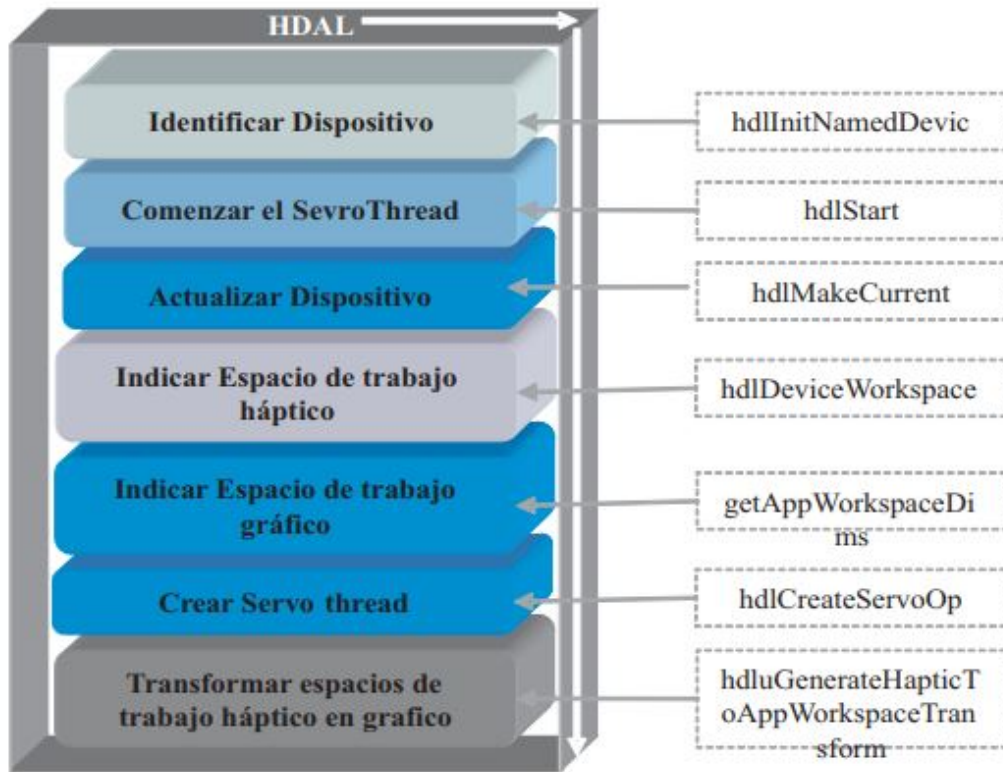 HDAL
Identificar Dispositivo
hdlInitNamedDevic
Comenzar el SevroThread
hdlStart
Actualizar Dispositivo
hdlMakeCurrent
Indicar Espacio de trabajo
háptico
hdlDeviceWorkspace
Indicar Espacio de trabajo
gráfico
getAppWorkspaceDi
ms
Crear Servo thread
hdlCreateServoOp
Transformar espacios de
trabajo háptico en grafico
hdluGenerateHapticT
oAppWorkspaceTran
sform